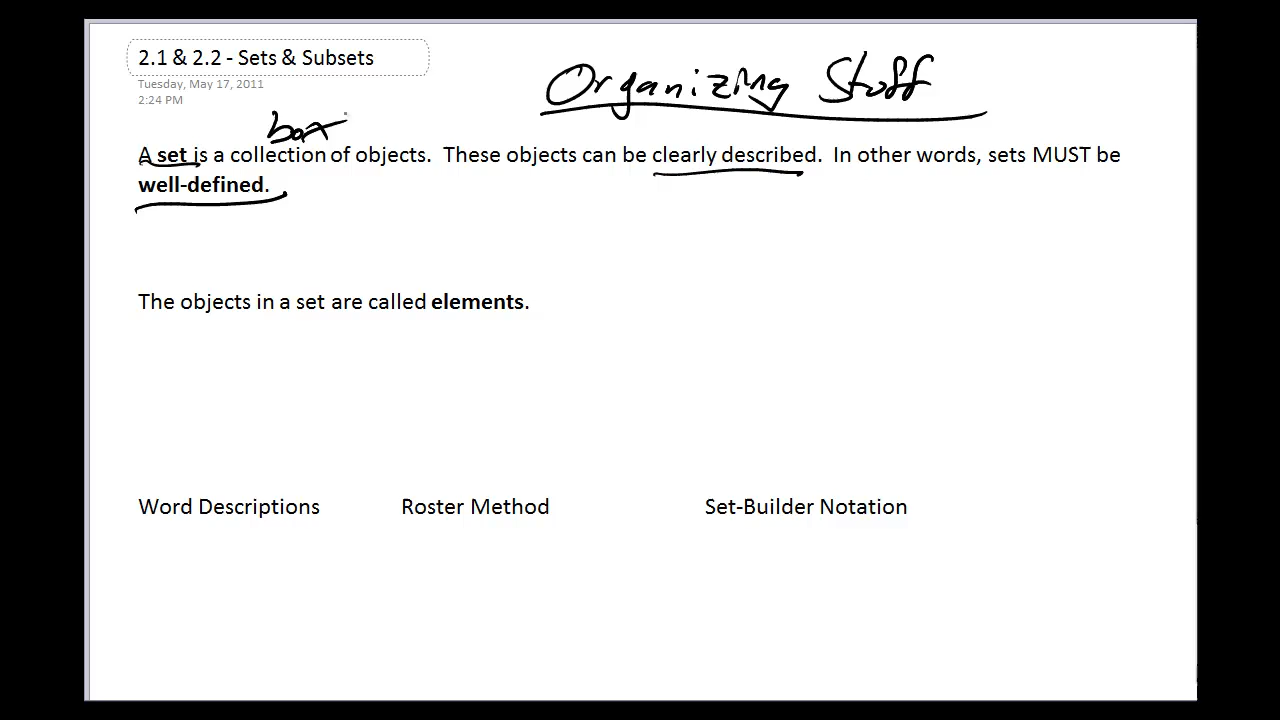 2.1 & 2.2 - Sets & Subsets
Organizing Stuff
Tuesday, May 17, 2011
2:24 PM
box
A set is a collection of objects. These objects can be clearly described. In other words, sets MUST be
well-defined.
The objects in a set are called elements.
Word Descriptions Roster Method Set-Builder Notation